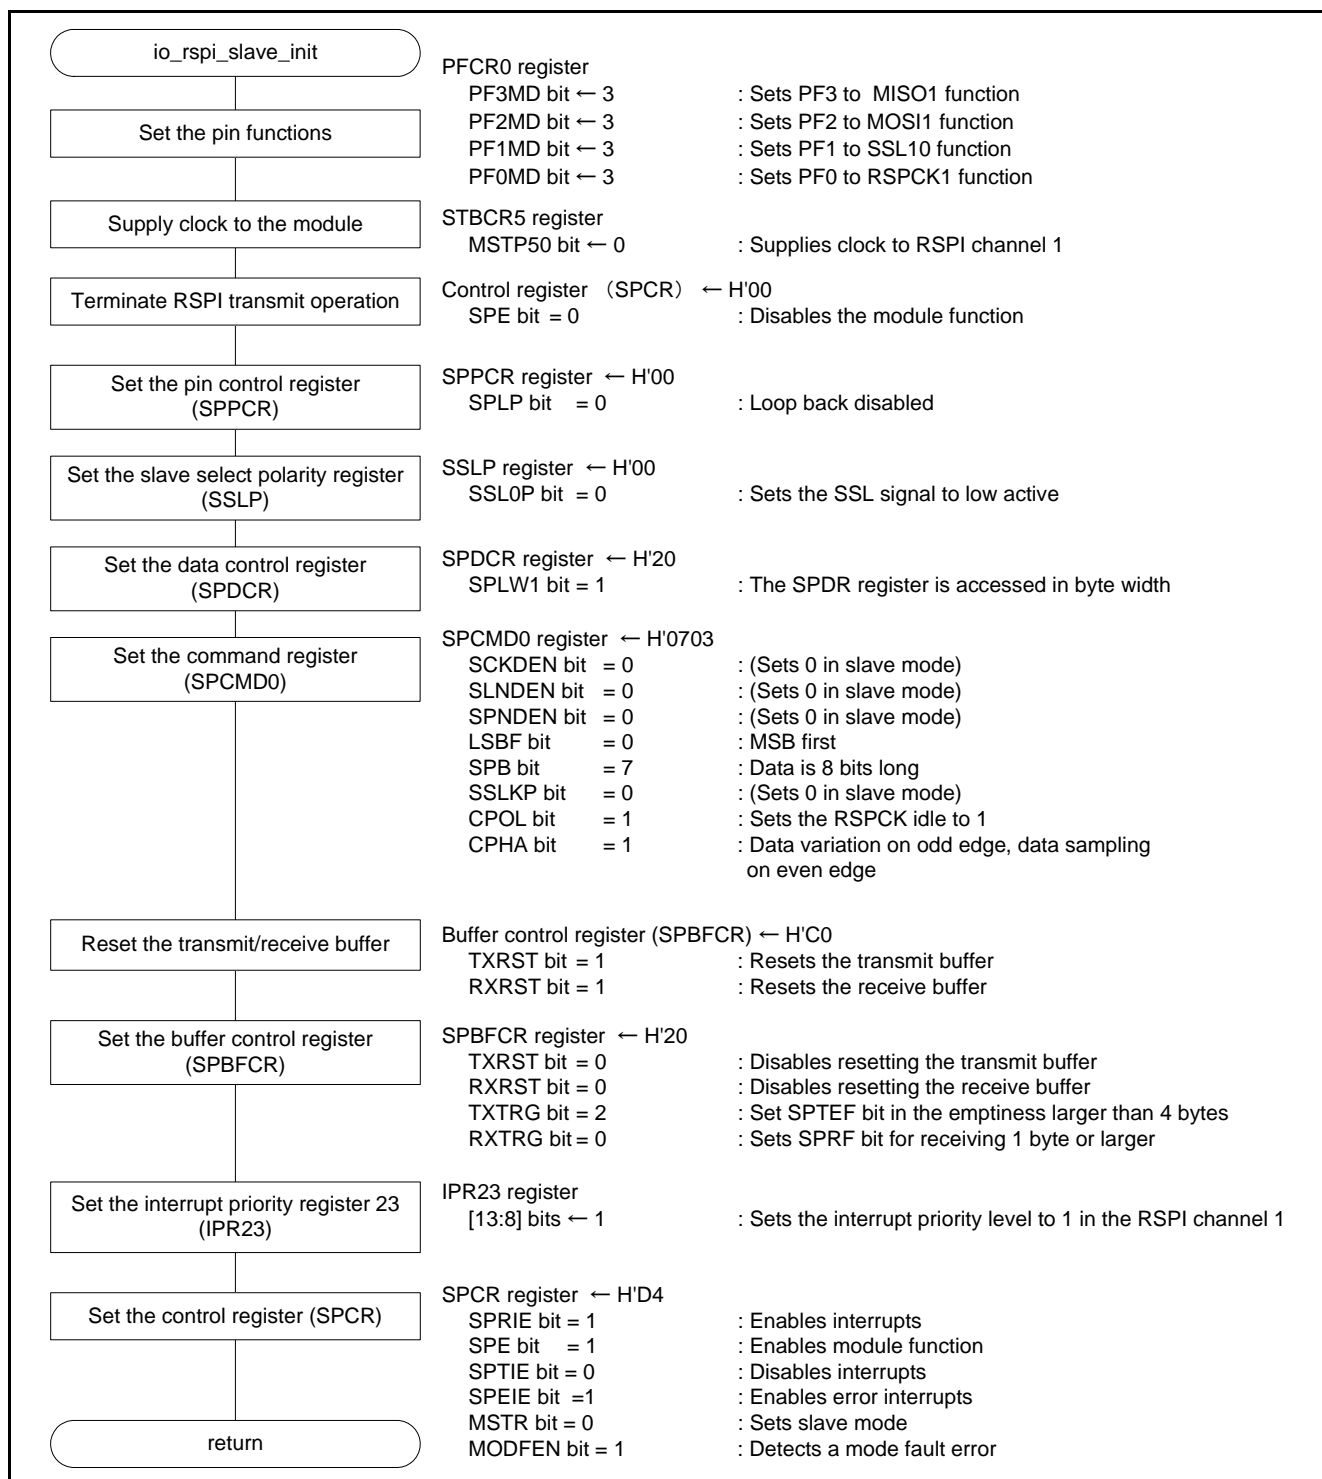 io_rspi_slave_init
PFCR0 register
PF3MD bit ← 3 : Sets PF3 to MISO1 function
Set the pin functions
PF2MD bit ← 3 : Sets PF2 to MOSI1 function
PF1MD bit ← 3 : Sets PF1 to SSL10 function
PF0MD bit ← 3 : Sets PF0 to RSPCK1 function
Supply clock to the module
STBCR5 register
MSTP50 bit ← 0 : Supplies clock to RSPI channel 1
Terminate RSPI transmit operation
Control register （SPCR） ← H'00
SPE bit = 0 : Disables the module function
Set the pin control register
(SPPCR)
SPPCR register ← H'00
SPLP bit = 0 : Loop back disabled
Set the slave select polarity register
(SSLP)
SSLP register ← H'00
SSL0P bit = 0 : Sets the SSL signal to low active
Set the data control register
(SPDCR)
SPDCR register ← H'20
SPLW1 bit = 1 : The SPDR register is accessed in byte width
Set the command register
(SPCMD0)
SPCMD0 register ← H'0703
SCKDEN bit = 0 : (Sets 0 in slave mode)
SLNDEN bit = 0 : (Sets 0 in slave mode)
SPNDEN bit = 0 : (Sets 0 in slave mode)
LSBF bit = 0 : MSB first
SPB bit = 7 : Data is 8 bits long
SSLKP bit = 0 : (Sets 0 in slave mode)
CPOL bit = 1 : Sets the RSPCK idle to 1
CPHA bit = 1 : Data variation on odd edge, data sampling
on even edge
Reset the transmit/receive buffer
Buffer control register (SPBFCR) ← H'C0
TXRST bit = 1 : Resets the transmit buffer
RXRST bit = 1 : Resets the receive buffer
Set the buffer control register
(SPBFCR)
SPBFCR register ← H'20
TXRST bit = 0 : Disables resetting the transmit buffer
RXRST bit = 0 : Disables resetting the receive buffer
TXTRG bit = 2 : Set SPTEF bit in the emptiness larger than 4 bytes
RXTRG bit = 0 : Sets SPRF bit for receiving 1 byte or larger
Set the interrupt priority register 23
(IPR23)
IPR23 register
[13:8] bits ← 1 : Sets the interrupt priority level to 1 in the RSPI channel 1
Set the control register (SPCR)
SPCR register ← H'D4
SPRIE bit = 1 : Enables interrupts
SPE bit = 1 : Enables module function
SPTIE bit = 0 : Disables interrupts
SPEIE bit =1 : Enables error interrupts
MSTR bit = 0 : Sets slave mode
MODFEN bit = 1 : Detects a mode fault error
return